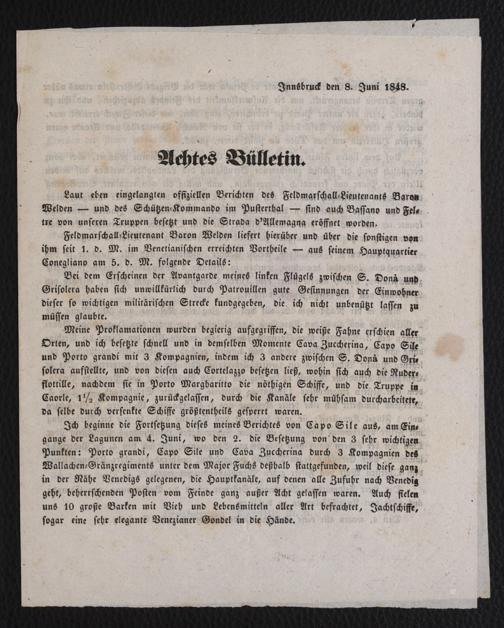 Innsbruck den 8. Juni 1848.
Achtes Bülletin.
Laut eben eingelangten offiziellen Berichten des Feldmarschall-Lieutenants Baron
Welden — und des Schützen-Kommando im Pusterthal — sind auch Bassano und Fel-
tre von unseren Truppen besetzt und die Strada d'Allemagna eröffnet worden.
Feldmarschall-Lieutenant Baron Welden liefert hierüber und über die sonstigen von
ihm seit 1. d. M. im Venetianischen erreichten Vortheile — aus seinem Hauptquartier
Conegliano am 5. d. M. folgende Details:
Bei dem Erscheinen der Avantgarde meines linken Flügels zwischen S. Donà und
Grisolera haben sich unwillkürlich durch Patrouillen gute Gesinnungen der Einwohner
dieser so wichtigen militärischen Strecke kundgegeben, die ich nicht unbenützt lassen zu
müssen glaubte.
Meine Proklamationen wurden begierig aufgegriffen, die weiße Fahne erschien aller
Orten, und ich besetzte schnell und in demselben Momente Cava Zuccherina, Capo Sile
und Porto grandi mit 3 Kompagnien, indem ich 3 andere zwischen S. Donà und Gri-
solera aufstellte, und von diesen auch Cortelazzo besetzen ließ, wohin sich auch die Ruder-
flottille, nachdem sie in Porto Margharitto die nöthigen Schiffe, und die Truppe in
Caorle, 1½ Kompagnie, zurückgelassen, durch die Kanäle sehr mühsam durcharbeitete,
da selbe durch versenkte Schiffe größtentheils gesperrt waren.
Ich beginne die Fortsetzung dieses meines Berichtes von Capo Sile aus, am Ein-
gange der Lagunen am 4. Juni, wo den 2. die Besetzung von den 3 sehr wichtigen
Punkten: Porto grandi, Capo Sile und Cava Zuccherina durch 3 Kompagnien des
Wallachen-Gränzregiments unter dem Major Fuchs deßhalb stattgefunden, weil diese ganz
in der Nähe Venedigs gelegenen, die Hauptkanäle, auf denen alle Zufuhr nach Venedig
geht, beherrschenden Posten vom Feinde ganz außer Acht gelassen waren. Auch fielen
uns 10 große Barken mit Vieh und Lebensmitteln aller Art befrachtet, Jachtschiffe,
sogar eine sehr elegante Venezianer Gondel in die Hände.